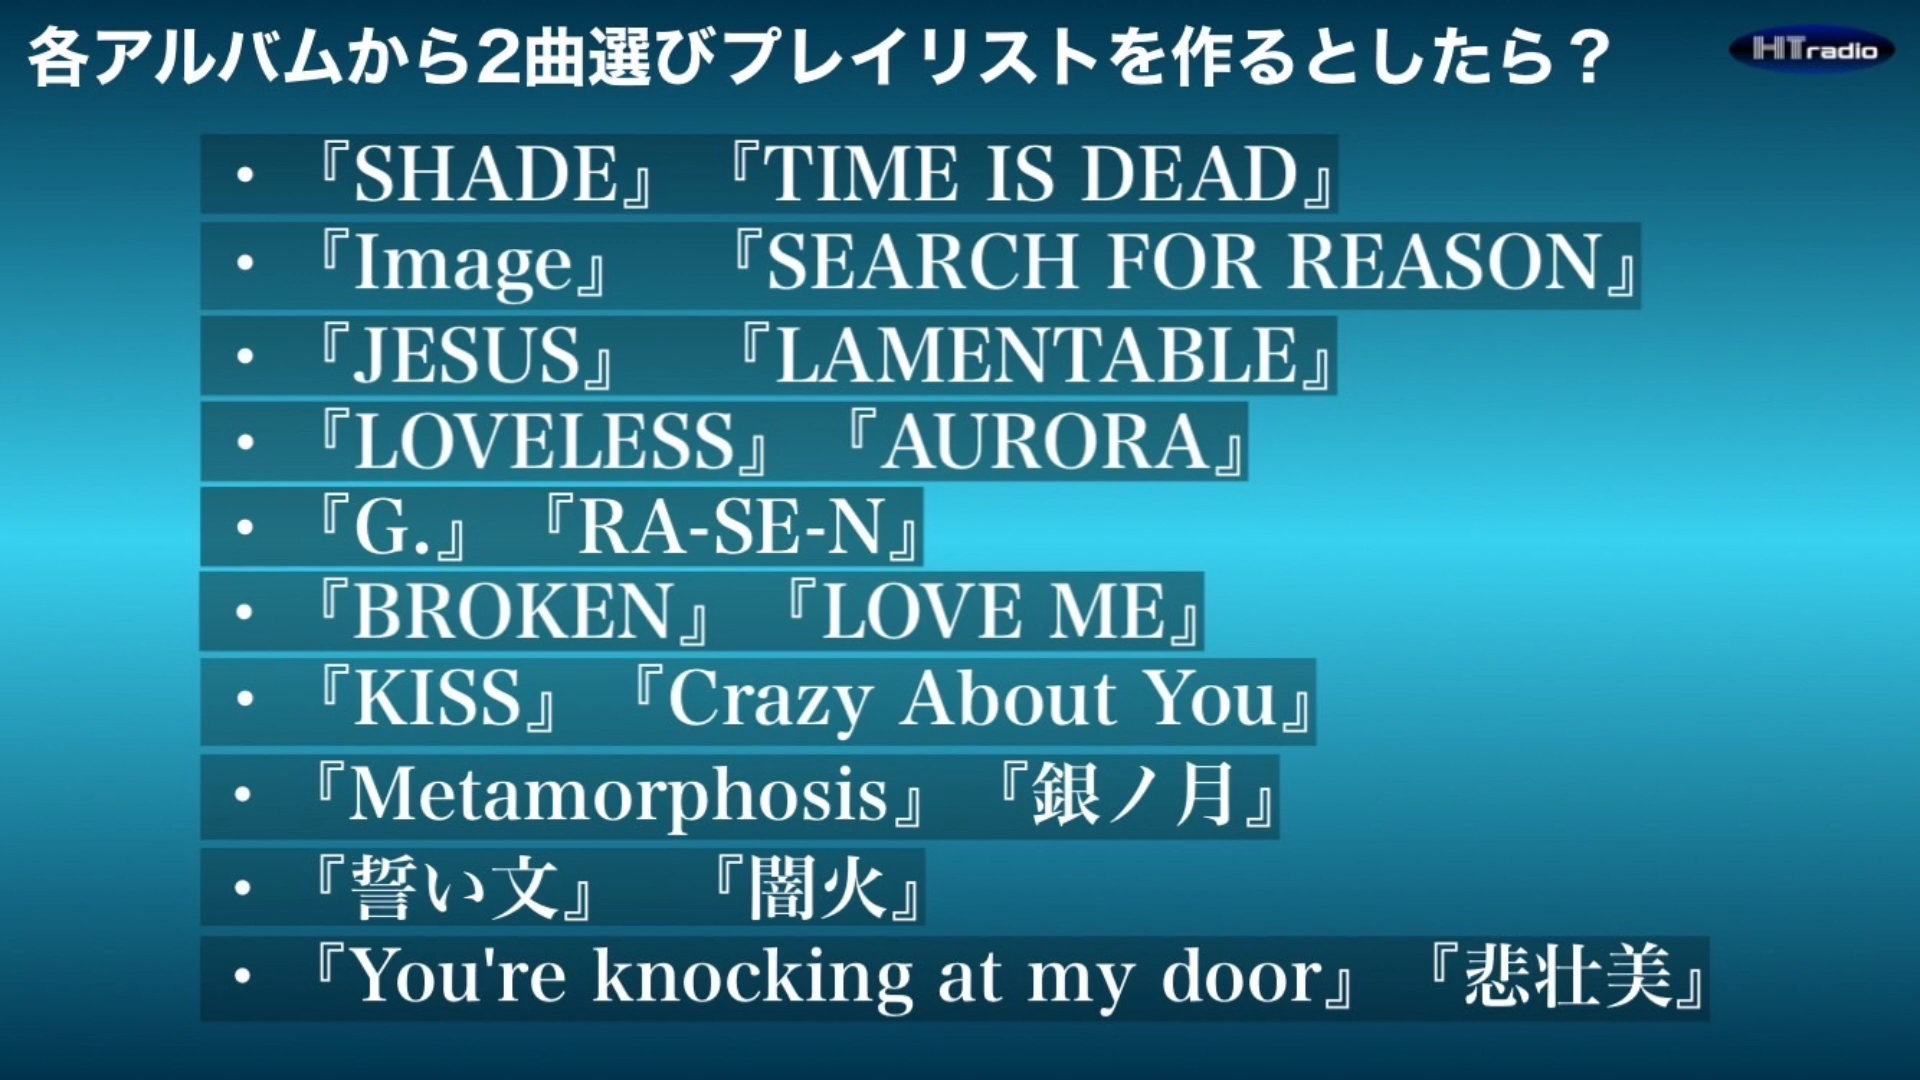 各アルバムから2曲選びプレイリストを作るとしたら？
HTradio
・『SHADE』『TIME IS DEAD』
・『Image』　『SEARCH FOR REASON』
・『JESUS』　『LAMENTABLE』
・『LOVELESS』『AURORA』
・『G.』『RA-SE-N』
・『BROKEN』『LOVE ME』
・『KISS』『Crazy About You』
・『Metamorphosis』『銀ノ月』
・『誓い文』　『闇火』
・『You're knocking at my door』『悲壮美』